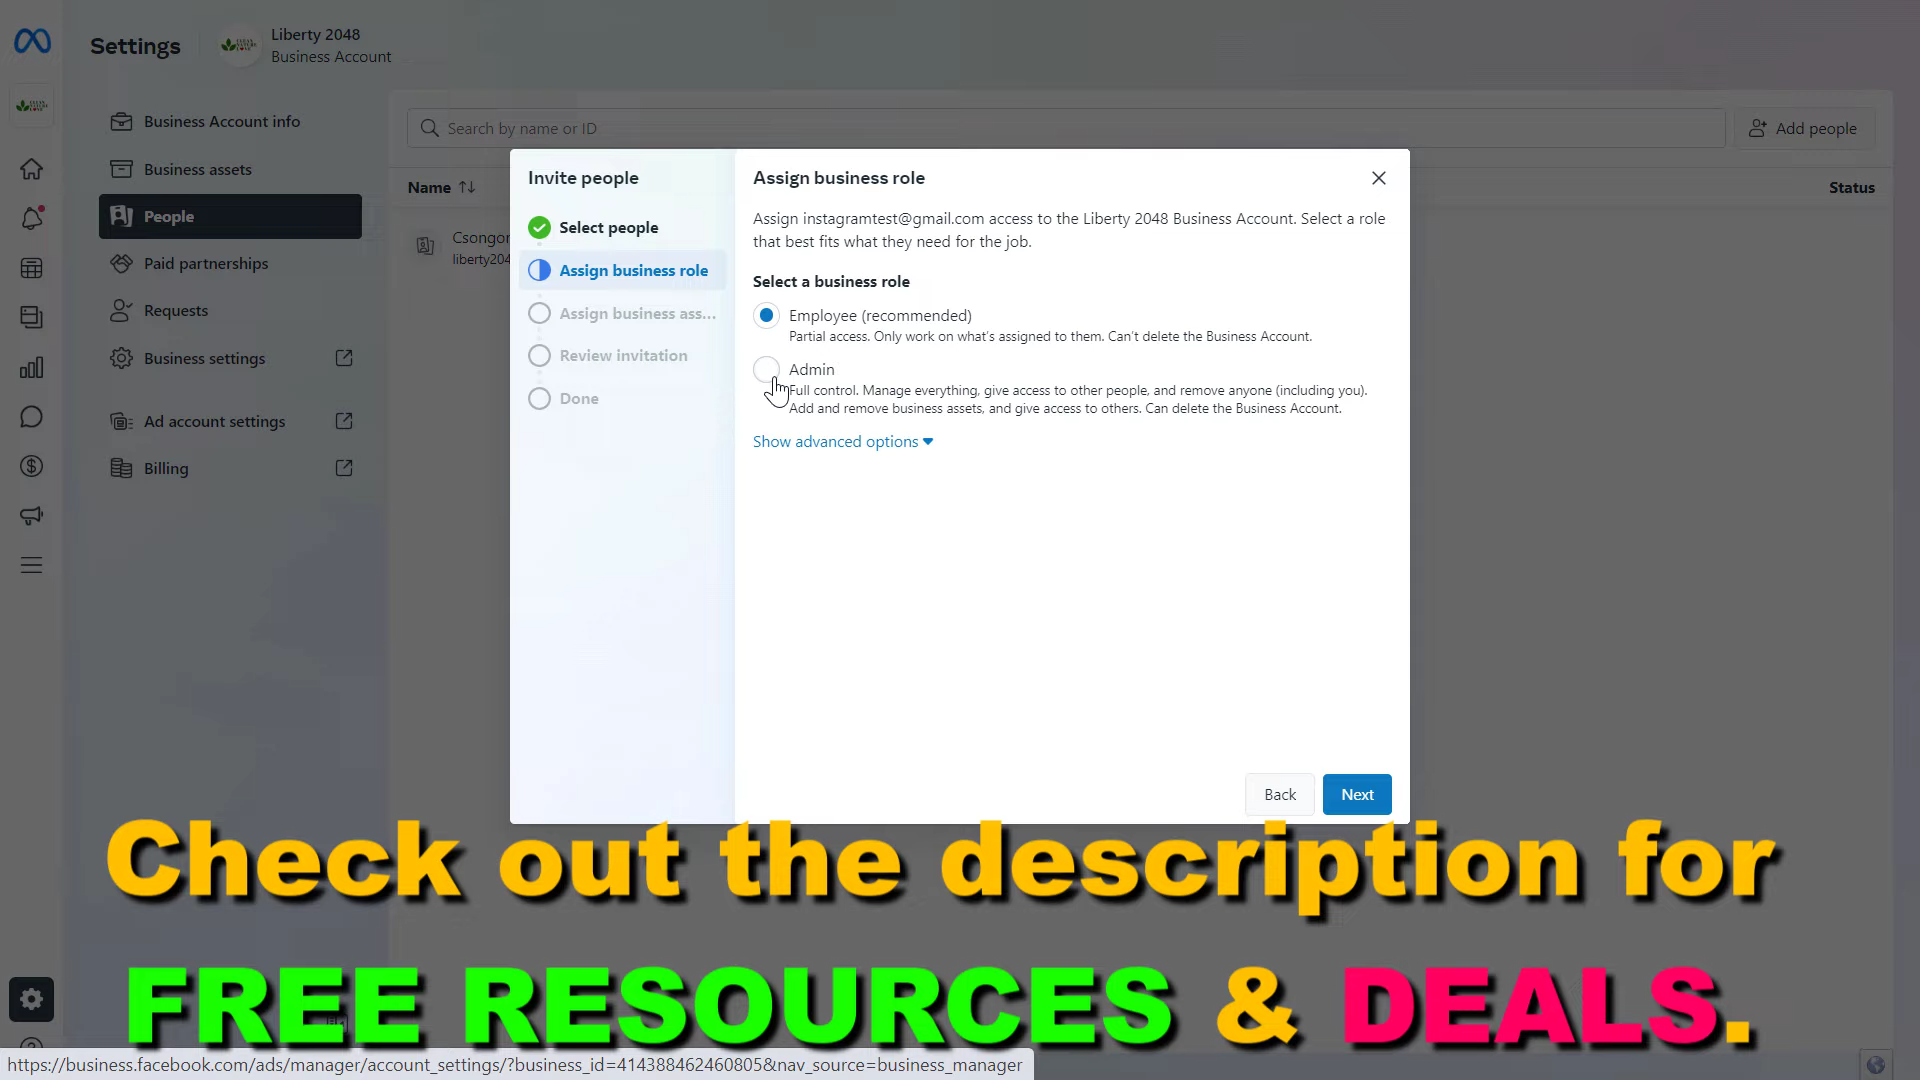 Settings
Liberty 2048
Business Account
Business Account info
Business assets
People
Paid partnerships
Requests
Business settings
Ad account settings
Billing
Search by name or ID
Add people
Name
Status
Csongor
liberty204
Invite people
Select people
Assign business role
Assign business ass...
Review invitation
Done
Assign business role
Assign instagramtest@gmail.com access to the Liberty 2048 Business Account. Select a role
that best fits what they need for the job.
Select a business role
Employee (recommended)
Partial access. Only work on what's assigned to them. Can't delete the Business Account.
Admin
Full control. Manage everything, give access to other people, and remove anyone (including you).
Add and remove business assets, and give access to others. Can delete the Business Account.
Show advanced options
Back
Next
Check out the description for
FREE RESOURCES & DEALS.
https://business.facebook.com/ads/manager/account_settings/?business_id=4143884624460805&nav_source=business_manager